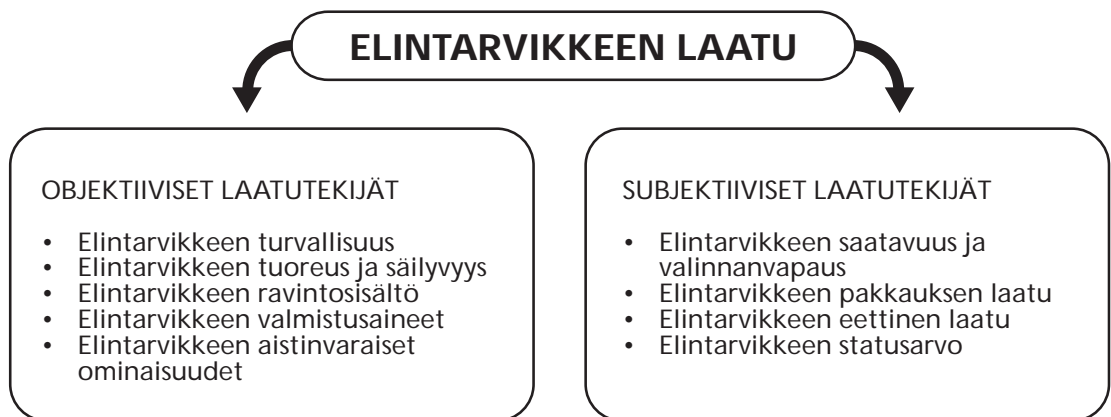 ELINTARVIKKEEN LAATU
OBJEKTIIVISET LAATUTEKIJÄT
• Elintarvikkeen turvallisuus
• Elintarvikkeen tuoreus ja säilyvyys
• Elintarvikkeen ravintosisältö
• Elintarvikkeen valmistusaineet
• Elintarvikkeen aistinvaraiset
ominaisuudet
SUBJEKTIIVISET LAATUTEKIJÄT
• Elintarvikkeen saatavuus ja
valinnanvapaus
• Elintarvikkeen pakkauksen laatu
• Elintarvikkeen eettinen laatu
• Elintarvikkeen statusarvo